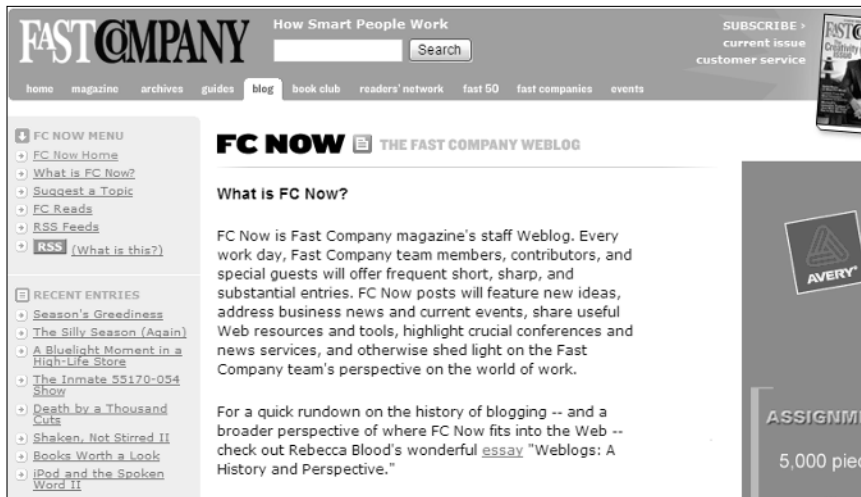 FAST COMPANY
How Smart People Work
Search
SUBSCRIBE ›
current issue
customer service
home magazine archives guides blog book club readers' network fast 50 fast companies events
FC NOW MENU
FC Now Home
What is FC Now?
Suggest a Topic
FC Reads
RSS Feeds
RSS (What is this?)
RECENT ENTRIES
Season's Greediness
The Silly Season (Again)
A Bluelight Moment in a
High-Life Store
The Inmate 55170-054
Show
Death by a Thousand
Cuts
Shaken, Not Stirred II
Books Worth a Look
iPod and the Spoken
Word II
FC NOW THE FAST COMPANY WEBLOG
What is FC Now?
FC Now is Fast Company magazine's staff Weblog. Every
work day, Fast Company team members, contributors, and
special guests will offer frequent short, sharp, and
substantial entries. FC Now posts will feature new ideas,
address business news and current events, share useful
Web resources and tools, highlight crucial conferences and
news services, and otherwise shed light on the Fast
Company team's perspective on the world of work.
For a quick rundown on the history of blogging -- and a
broader perspective of where FC Now fits into the Web --
check out Rebecca Blood's wonderful essay "Weblogs: A
History and Perspective."
AVERY
ASSIGNM
5,000 pie